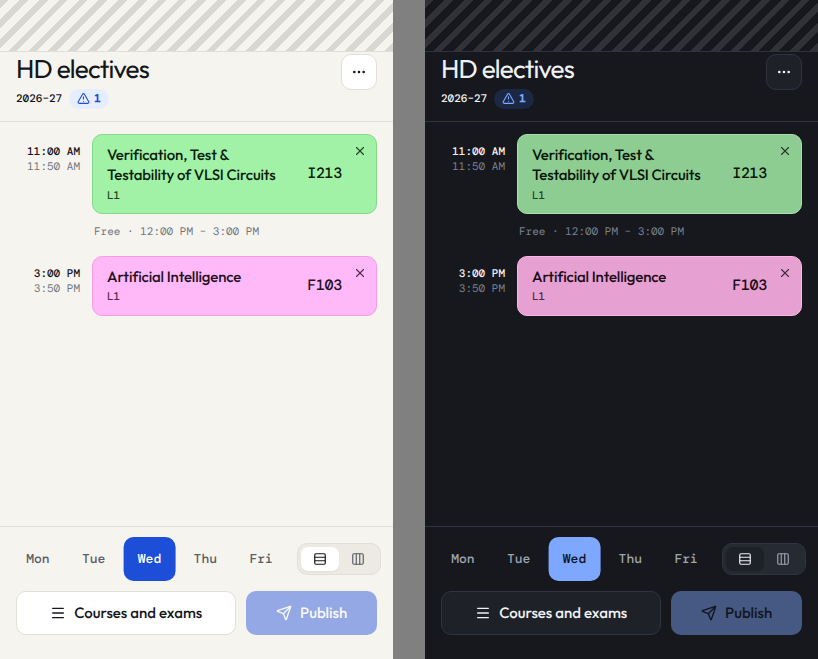 HD electives
...
2026-27 1
11:00 AM
11:50 AM
Verification, Test &
Testability of VLSI Circuits
L1
I213
Free · 12:00 PM - 3:00 PM
3:00 PM
3:50 PM
Artificial Intelligence
L1
F103
Mon Tue Wed Thu Fri
Courses and exams
Publish
HD electives
...
2026-27 1
11:00 AM
11:50 AM
Verification, Test &
Testability of VLSI Circuits
L1
I213
Free · 12:00 PM - 3:00 PM
3:00 PM
3:50 PM
Artificial Intelligence
L1
F103
Mon Tue Wed Thu Fri
Courses and exams
Publish